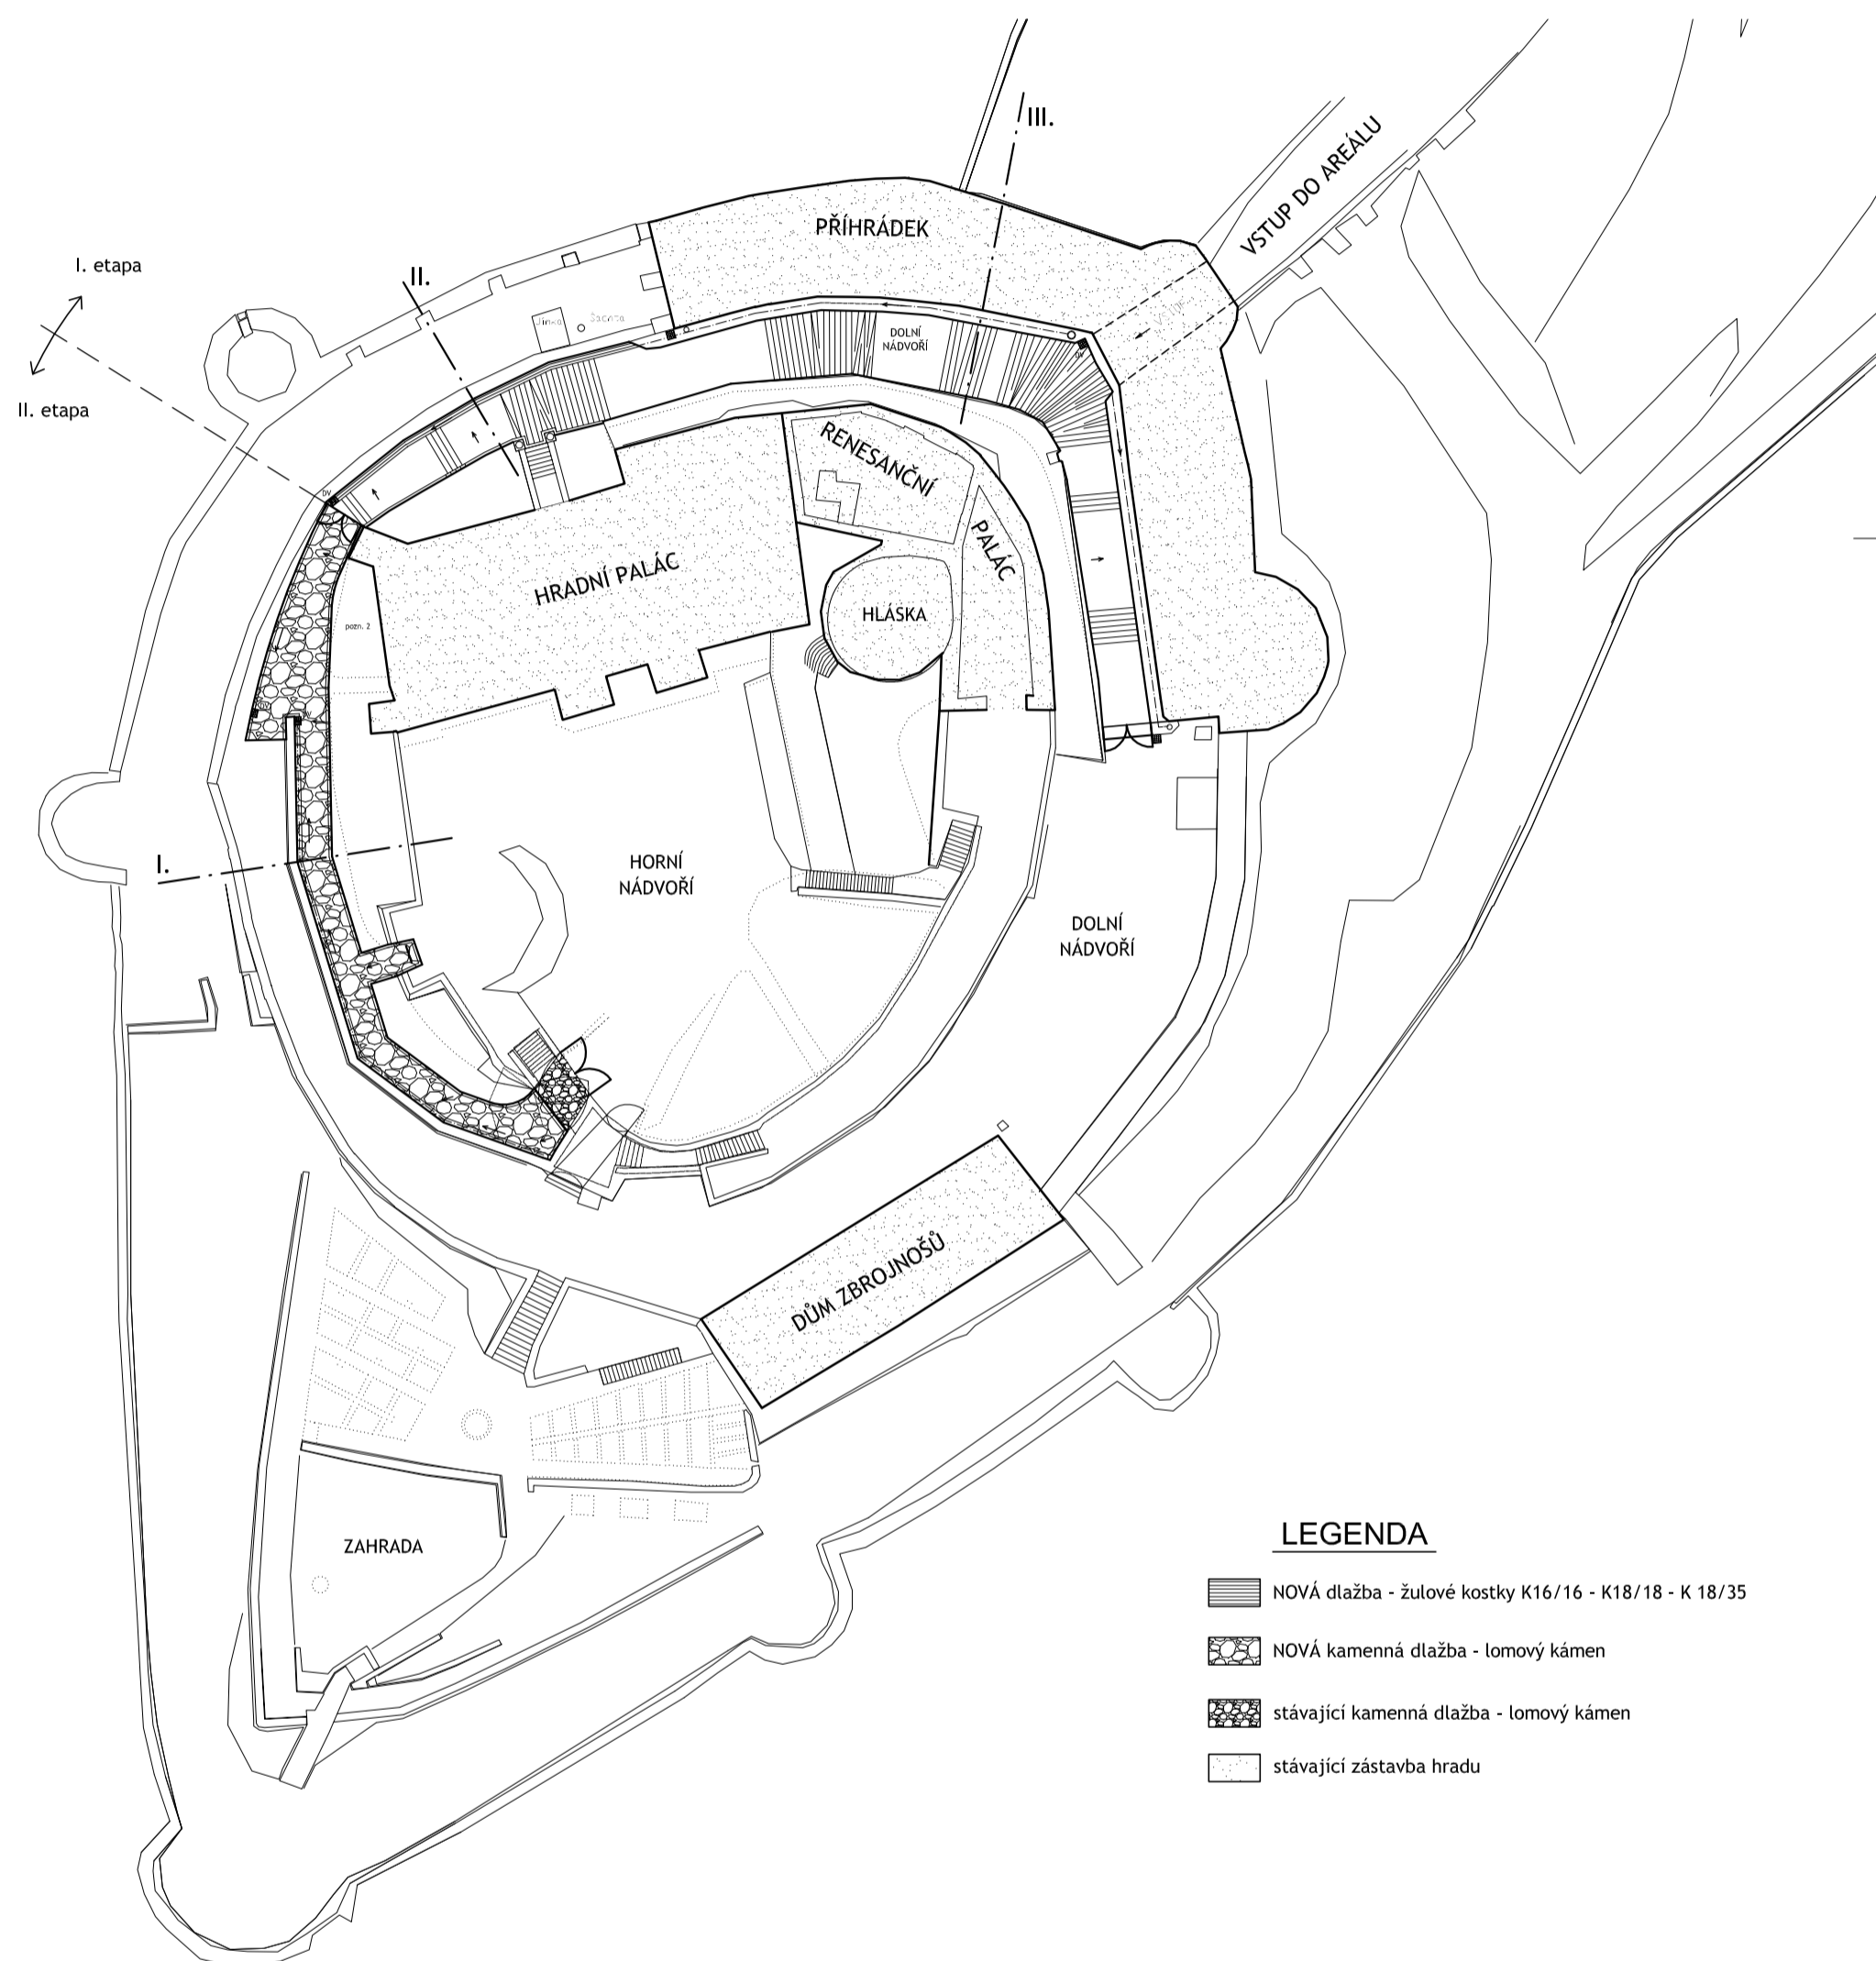 III.
VSTUP DO AREÁLU
PŘÍHRÁDEK
I. etapa
II. etapa
II.
DOLNÍ
NÁDVOŘÍ
DV
DV
RENESANČNÍ
PALÁC
HRADNÍ PALÁC
HLÁSKA
pozn. 2
I.
HORNÍ
NÁDVOŘÍ
DOLNÍ
NÁDVOŘÍ
DŮM ZBROJNOŠŮ
ZAHRADA
LEGENDA
NOVÁ dlažba - žulové kostky K16/16 - K18/18 - K 18/35
NOVÁ kamenná dlažba - lomový kámen
stávající kamenná dlažba - lomový kámen
stávající zástavba hradu